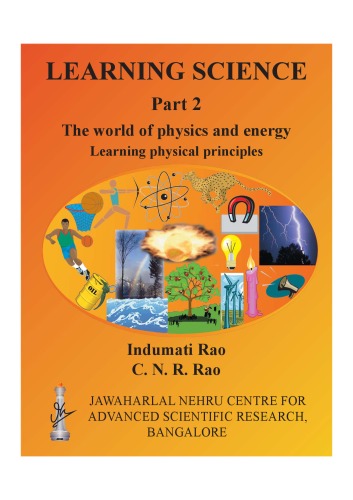 LEARNING SCIENCE
Part 2
The world of physics and energy
Learning physical principles
OIL
Indumati Rao
C. N. R. Rao
JAWAHARLAL NEHRU CENTRE FOR
ADVANCED SCIENTIFIC RESEARCH,
BANGALORE